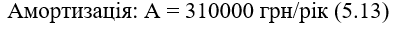 Амортизація: А = 310000 грн/рік (5.13)